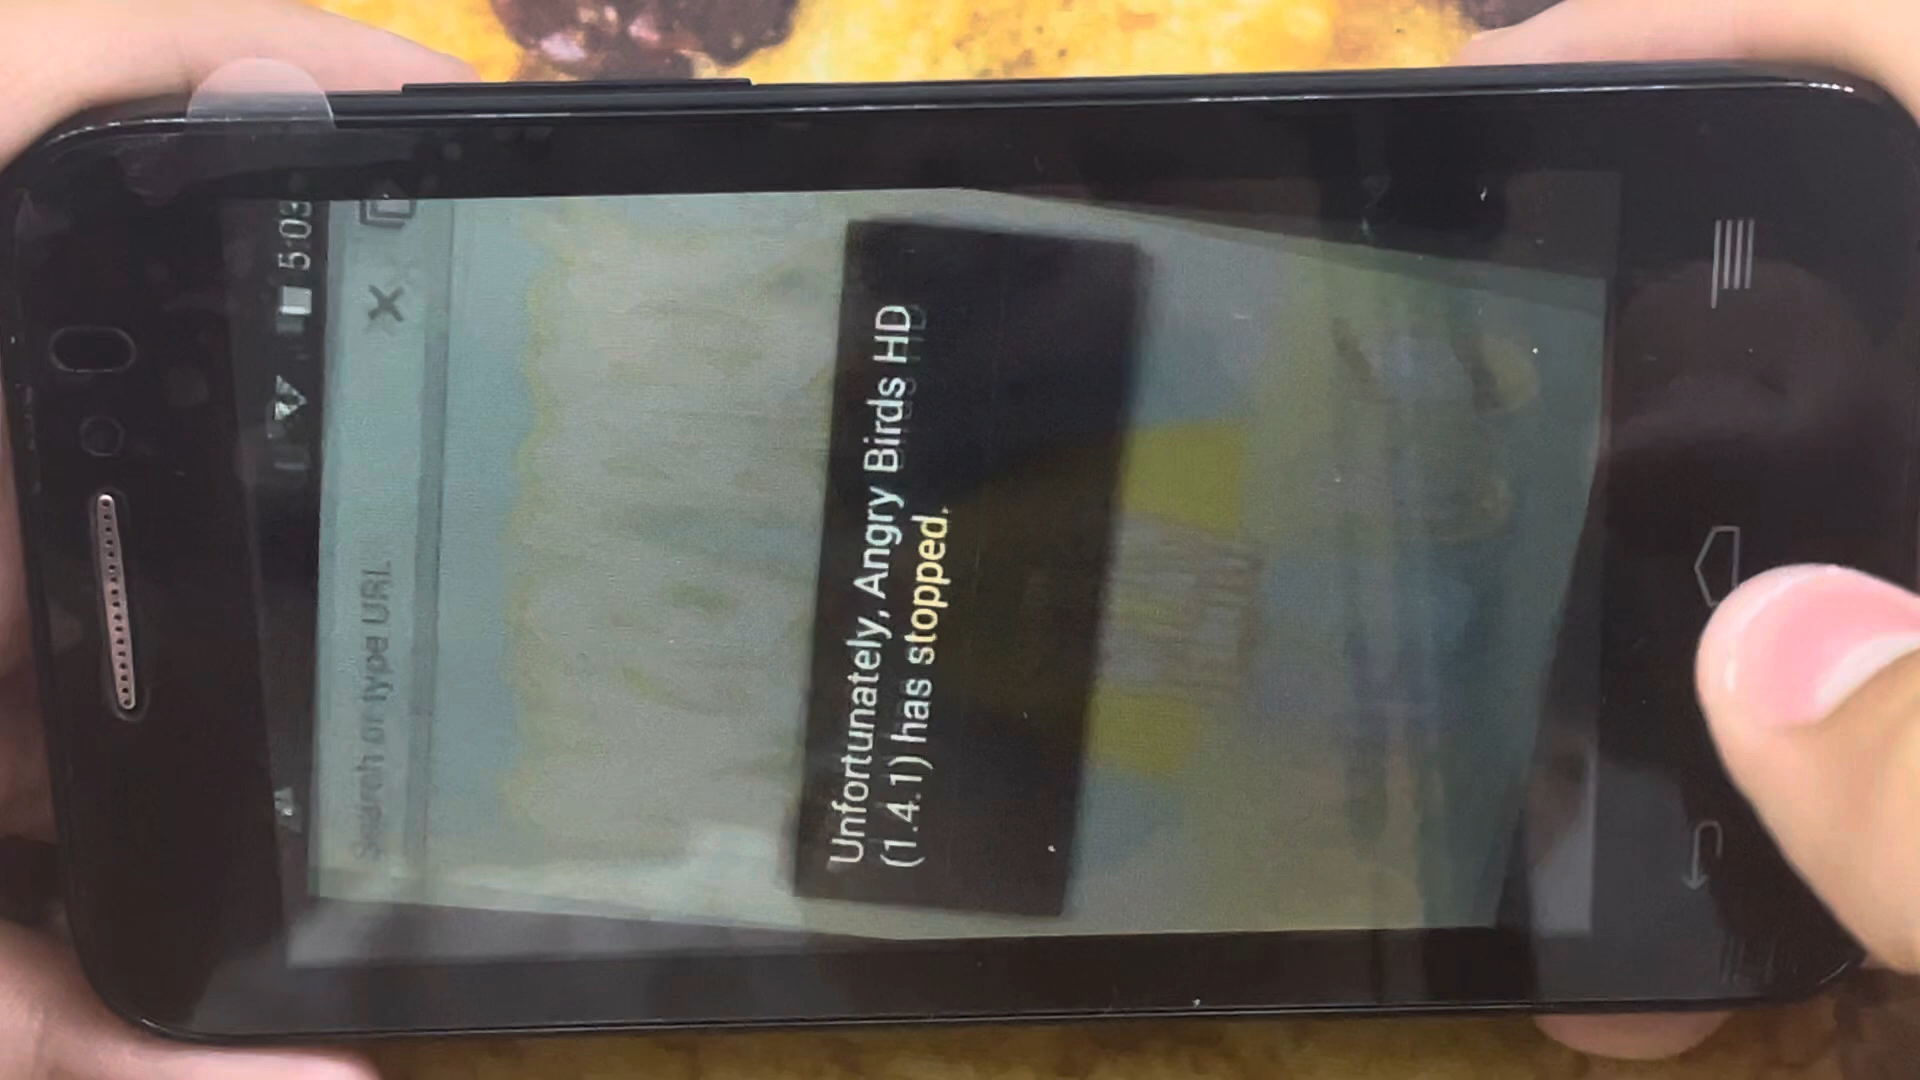 5:03
Search or type URL
Unfortunately, Angry Birds HD
(1.4.1) has stopped.